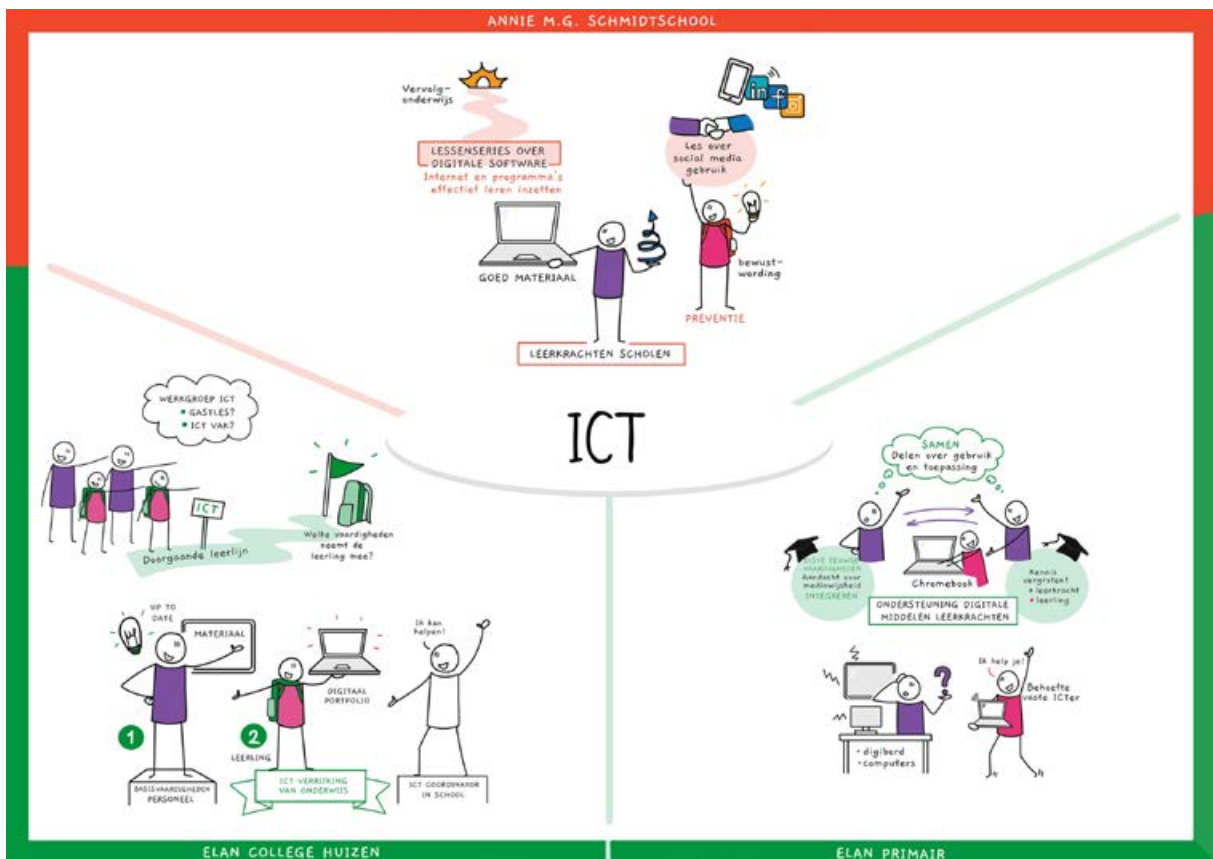 ANNIE M.G. SCHMIDTSCHOOL
Vervolg-
onderwijs
LESSENSERIES OVER
DIGITALE SOFTWARE
Internet en programma's
effectief leren inzetten
GOED MATERIAAL
LEERKRACHTEN SCHOLEN
in
f
Les over
social media
gebruik
bewust-
wording
PREVENTIE
ICT
WERKGROEP ICT
• GASTLES?
• ICT VAK?
ICT
Doorgaande leerlijn
Welke vaardigheden
neemt de
leerling mee?
UP TO
DATE
MATERIAAL
1
BASISVAARDIGHEDEN
PERSONEEL
2
LEERLING
DIGITAAL
PORTFOLIO
ICT VERRIJKING
VAN ONDERWIJS
Ik kan
helpen!
ICT COORDINATOR
IN SCHOOL
SAMEN
Delen over gebruik
en toepassing
EEUWSE
VAARDIGHEDEN
Aandacht voor
mediawijsheid
INTEGREREN
Chromebook
Kennis
vergroten!
• leerkracht
• leerling
ONDERSTEUNING DIGITALE
MIDDELEN LEERKRACHTEN
?
• digibord
• computers
Ik help je!
Behoefte
vaste ICTer
ELAN COLLEGE HUIZEN
ELAN PRIMAIR